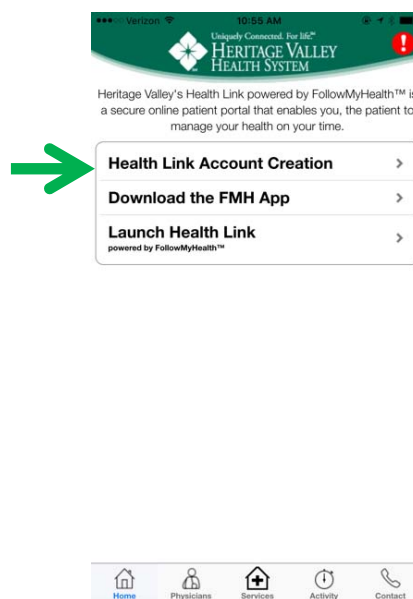 Verizon 10:55 AM
Uniquely Connected. For life.℠
HERITAGE VALLEY
HEALTH SYSTEM
Heritage Valley's Health Link powered by FollowMyHealth™ is
a secure online patient portal that enables you, the patient to
manage your health on your time.
Health Link Account Creation
Download the FMH App
Launch Health Link
powered by FollowMyHealth™
Home Physicians Services Activity Contact